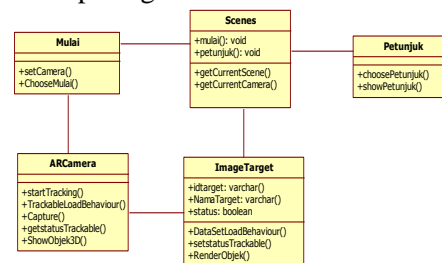 Scenes
+mulai(): void
+petunjuk(): void
+getCurrentScene()
+getCurrentCamera()
Mulai
+setCamera()
+ChooseMulai()
Petunjuk
+choosePetunjuk()
+showPetunjuk()
ARCamera
+startTracking()
+TrackableLoadBehaviour()
+Capture()
+getstatusTrackable()
+ShowObjek3D()
ImageTarget
+idtarget: varchar()
+NamaTarget: varchar()
+status: boolean
+DataSetLoadBehaviour()
+setstatusTrackable()
+RenderObjek()